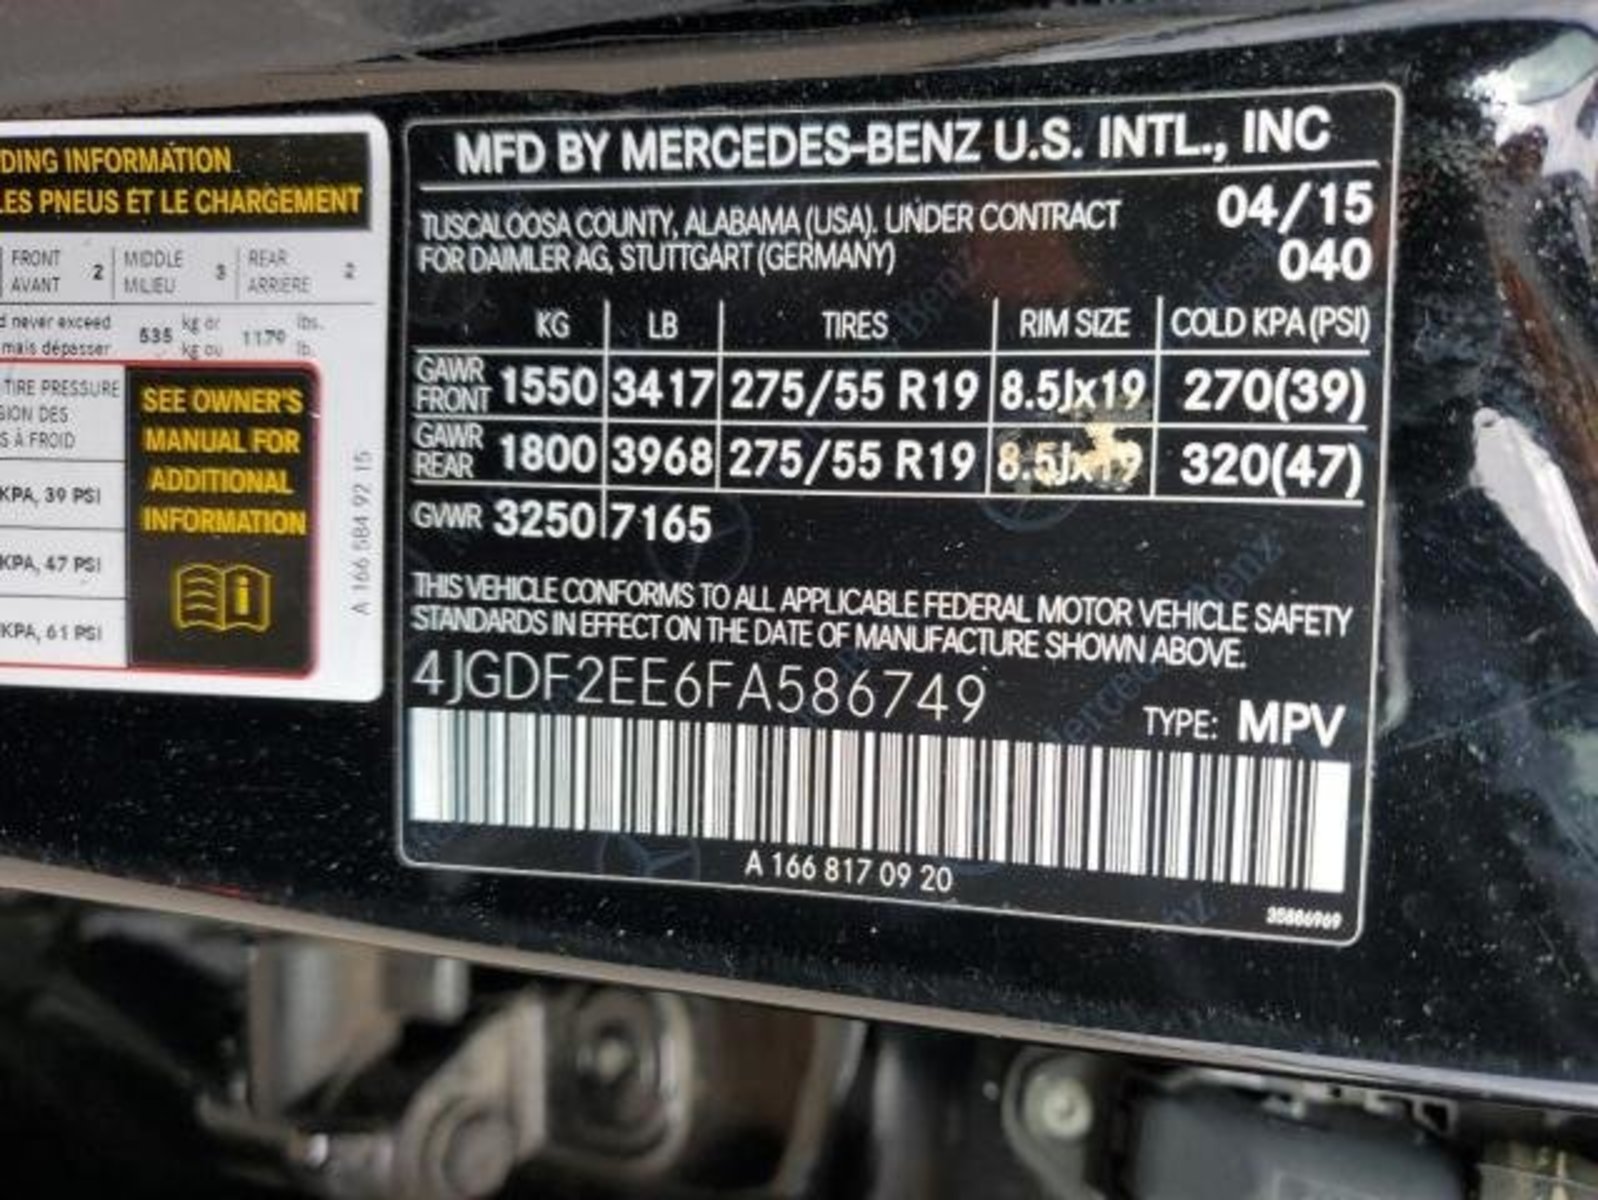 DING INFORMATION
LES PNEUS ET LE CHARGEMENT
FRONT
AVANT 2
MIDDLE
MILIEU 3
REAR
ARRIÈRE 2
never exceed
mais dépasser
535 kg or
kg ou
1179 lbs.
lb.
TIRE PRESSURE
SION DES
S À FROID
KPA, 39 PSI
KPA, 47 PSI
KPA, 61 PSI
SEE OWNER'S
MANUAL FOR
ADDITIONAL
INFORMATION
A 166 584 92 15
MFD BY MERCEDES-BENZ U.S. INTL., INC
TUSCALOOSA COUNTY, ALABAMA (USA). UNDER CONTRACT 04/15
FOR DAIMLER AG, STUTTGART (GERMANY) 040
KG LB TIRES RIM SIZE COLD KPA (PSI)
GAWR FRONT 1550 3417 275/55 R19 8.5Jx19 270(39)
GAWR REAR 1800 3968 275/55 R19 8.5Jx19 320(47)
GVWR 3250 7165
THIS VEHICLE CONFORMS TO ALL APPLICABLE FEDERAL MOTOR VEHICLE SAFETY
STANDARDS IN EFFECT ON THE DATE OF MANUFACTURE SHOWN ABOVE.
4JGDF2EE6FA586749
TYPE: MPV
A 166 817 09 20
35886969